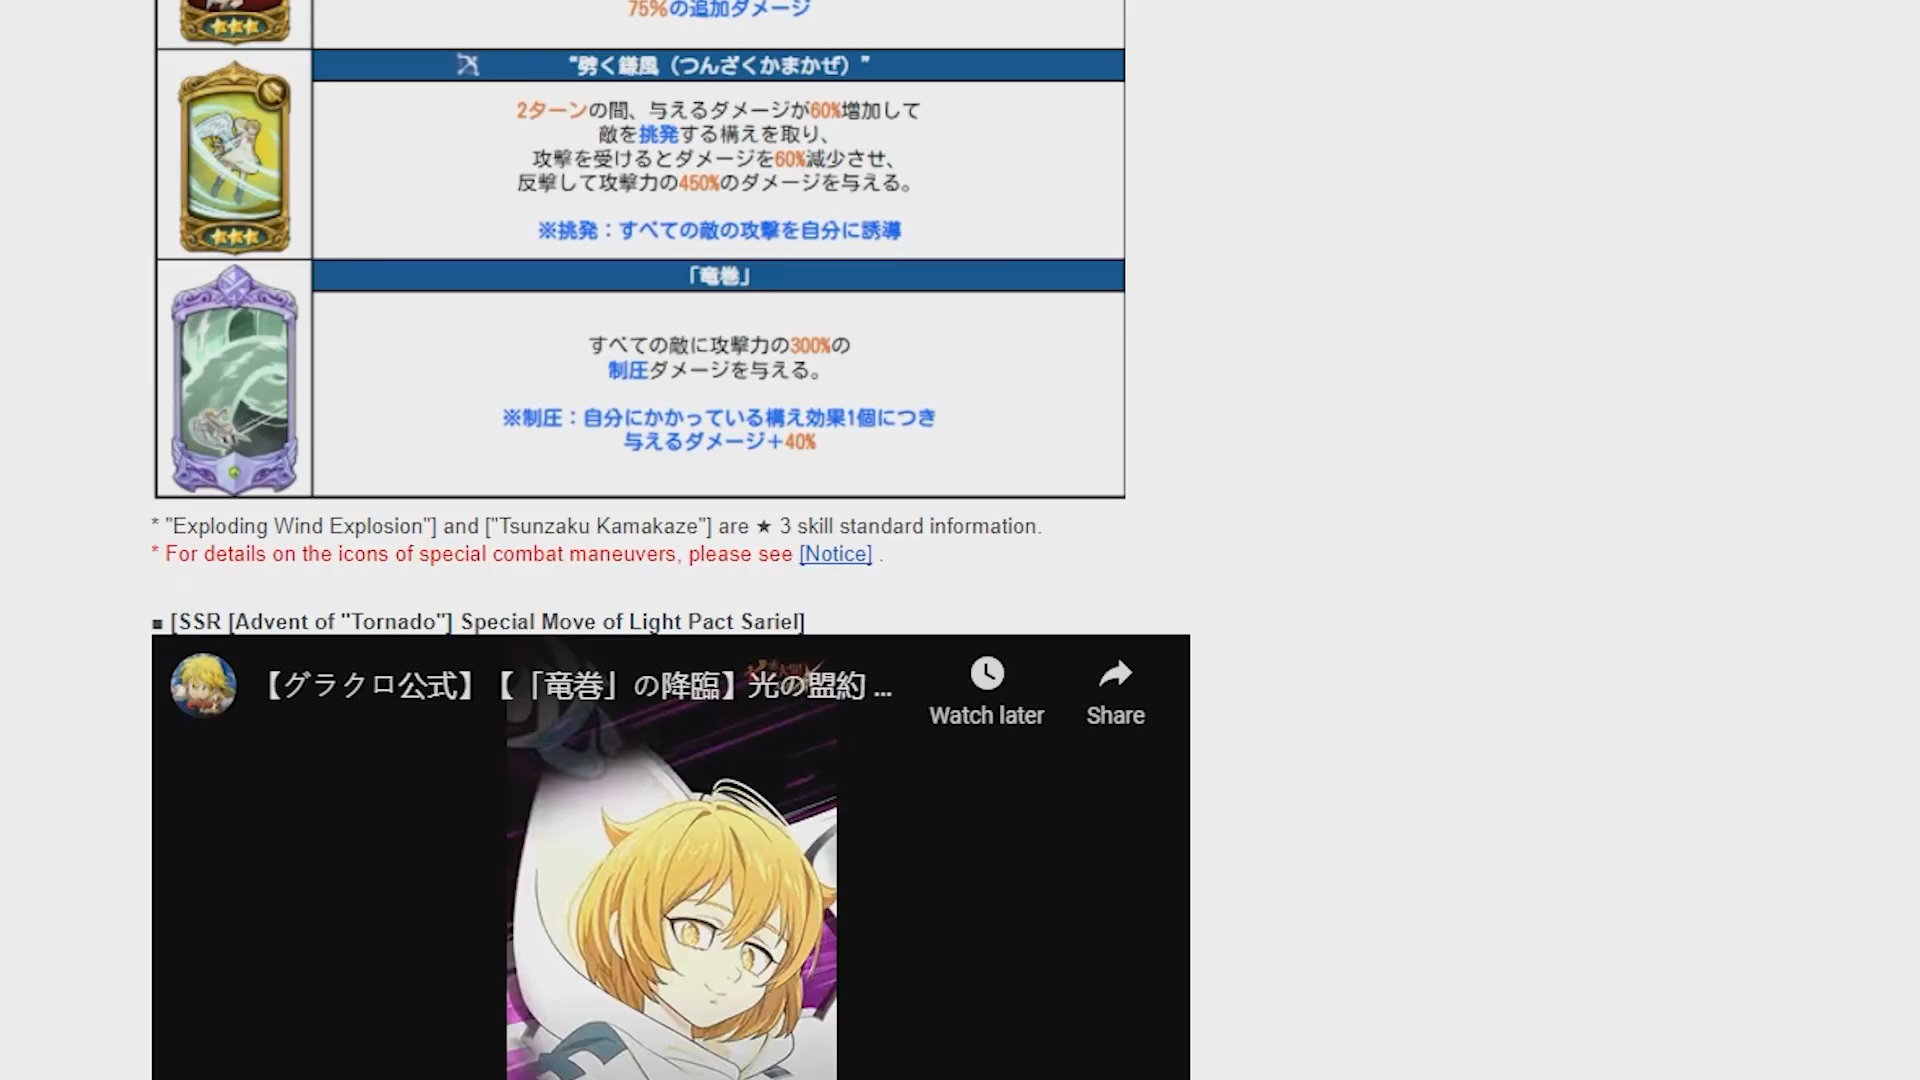 75%の追加ダメージ
“劈く鎌風（つんざくかまかぜ）”
2ターンの間、与えるダメージが60%増加して
敵を挑発する構えを取り、
攻撃を受けるとダメージを60%減少させ、
反撃して攻撃力の450%のダメージを与える。
※挑発：すべての敵の攻撃を自分に誘導
「竜巻」
すべての敵に攻撃力の300%の
制圧ダメージを与える。
※制圧：自分にかかっている構え効果1個につき
与えるダメージ＋40%
* "Exploding Wind Explosion"] and ["Tsunzaku Kamakaze"] are ★ 3 skill standard information.
* For details on the icons of special combat maneuvers, please see [Notice] .
■ [SSR [Advent of "Tornado"] Special Move of Light Pact Sariel]
【グラクロ公式】【「竜巻」の降臨】光の盟約 ...
Watch later
Share